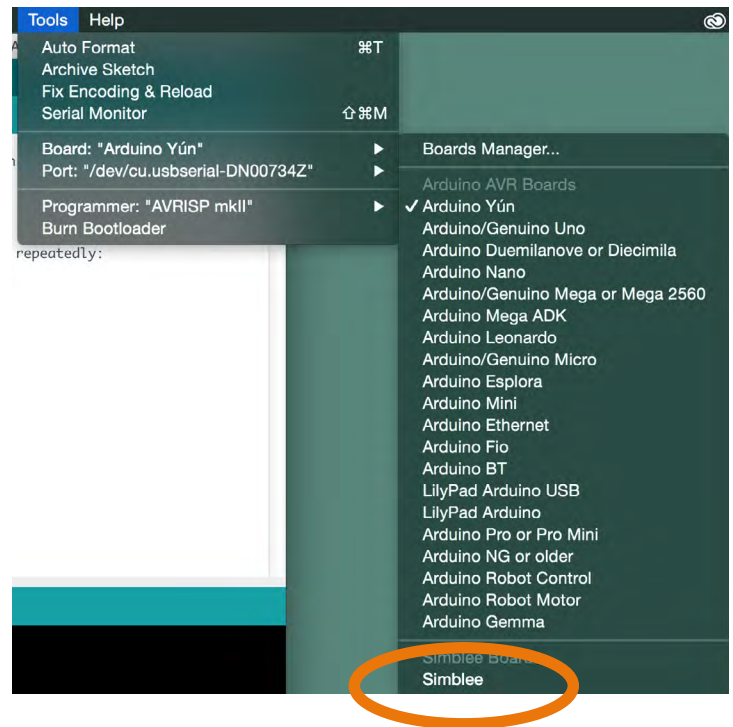 Tools Help
Auto Format ⌘T
Archive Sketch
Fix Encoding & Reload
Serial Monitor ⇧⌘M
Board: "Arduino Yún" ▶
Port: "/dev/cu.usbserial-DN00734Z" ▶
Programmer: "AVRISP mkII" ▶
Burn Bootloader
repeatedly:
Boards Manager...
Arduino AVR Boards
✓ Arduino Yún
Arduino/Genuino Uno
Arduino Duemilanove or Diecimila
Arduino Nano
Arduino/Genuino Mega or Mega 2560
Arduino Mega ADK
Arduino Leonardo
Arduino/Genuino Micro
Arduino Esplora
Arduino Mini
Arduino Ethernet
Arduino Fio
Arduino BT
LilyPad Arduino USB
LilyPad Arduino
Arduino Pro or Pro Mini
Arduino NG or older
Arduino Robot Control
Arduino Robot Motor
Arduino Gemma
Simblee
Simblee